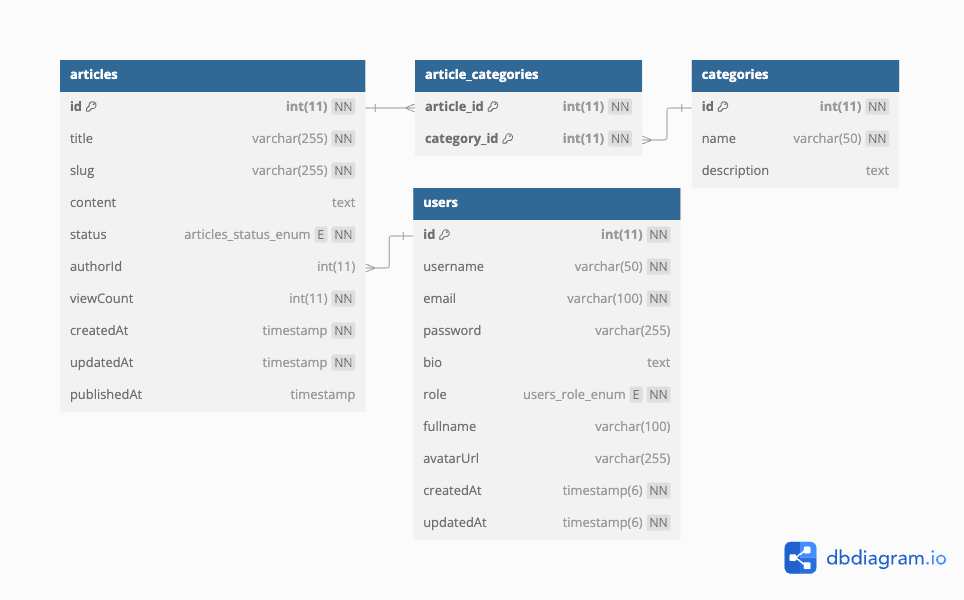 articles
id int(11) NN
title varchar(255) NN
slug varchar(255) NN
content text
status articles_status_enum E NN
authorId int(11)
viewCount int(11) NN
createdAt timestamp NN
updatedAt timestamp NN
publishedAt timestamp
article_categories
article_id int(11) NN
category_id int(11) NN
categories
id int(11) NN
name varchar(50) NN
description text
users
id int(11) NN
username varchar(50) NN
email varchar(100) NN
password varchar(255)
bio text
role users_role_enum E NN
fullname varchar(100)
avatarUrl varchar(255)
createdAt timestamp(6) NN
updatedAt timestamp(6) NN
dbdiagram.io